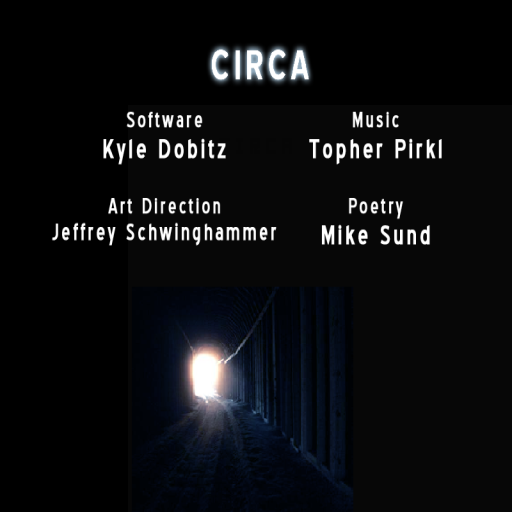 CIRCA
Software
Kyle Dobitz
Music
Topher Pirkl
Art Direction
Jeffrey Schwinghammer
Poetry
Mike Sund